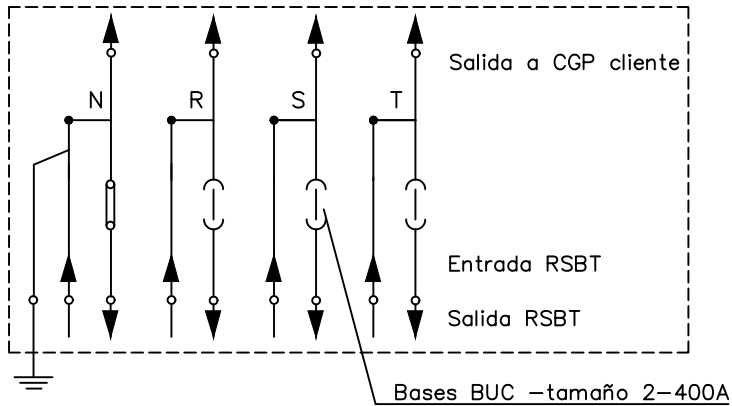 Salida a CGP cliente
N R S T
Entrada RSBT
Salida RSBT
Bases BUC -tamaño 2-400A